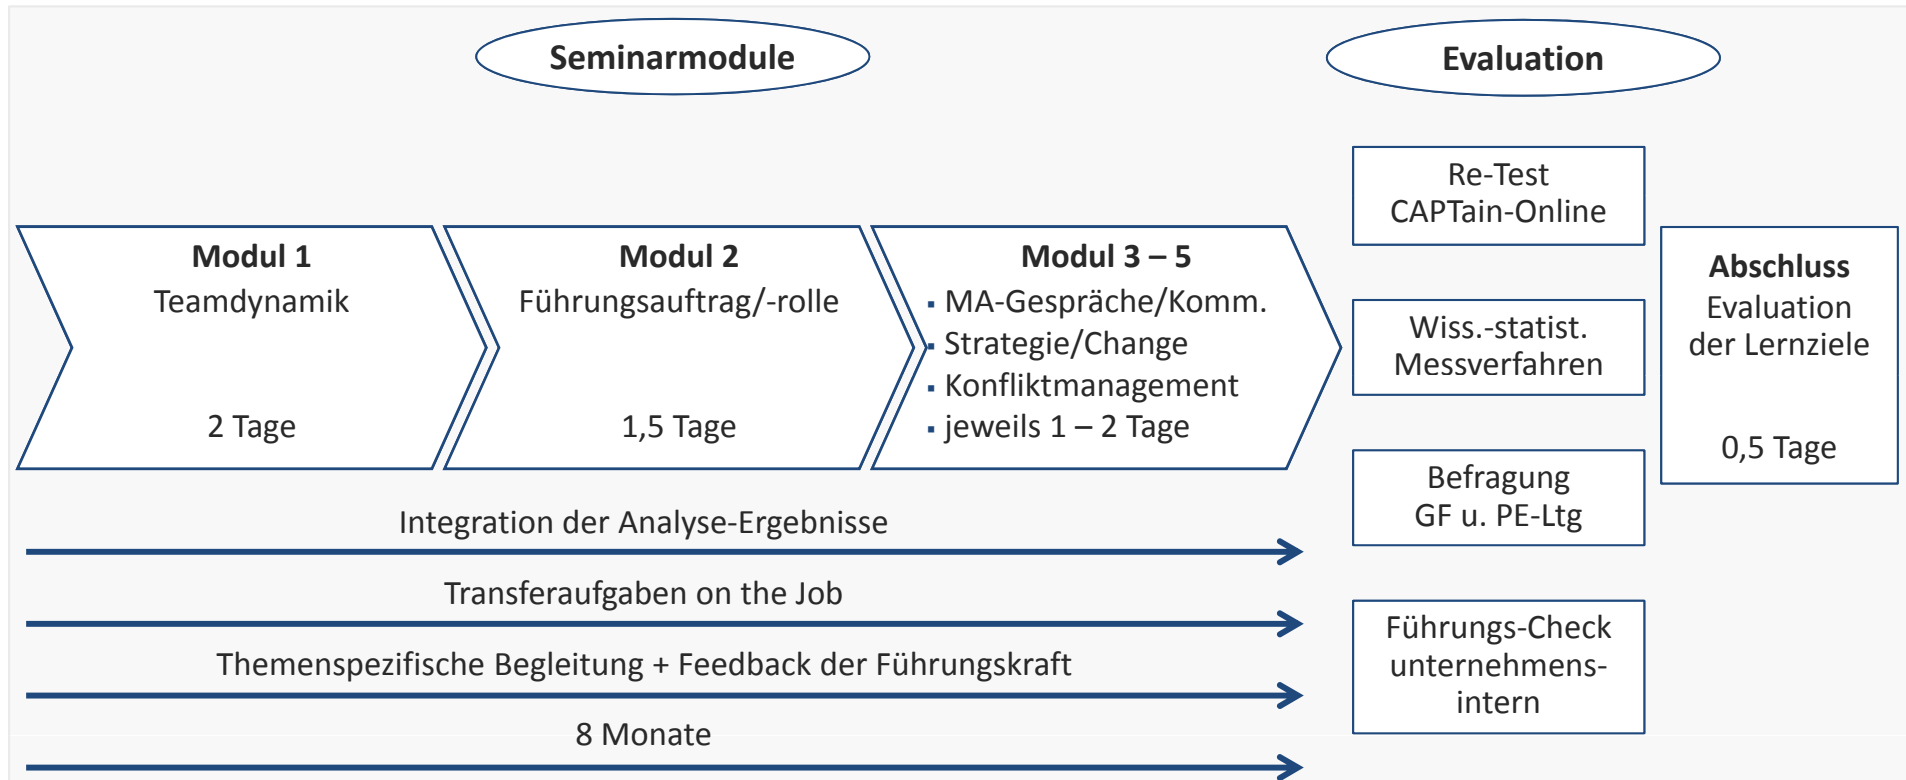 Seminarmodule
Evaluation
Modul 1
Teamdynamik
2 Tage
Modul 2
Führungsauftrag/-rolle
1,5 Tage
Modul 3 – 5
▪ MA-Gespräche/Komm.
▪ Strategie/Change
▪ Konfliktmanagement
▪ jeweils 1 – 2 Tage
Integration der Analyse-Ergebnisse
Transferaufgaben on the Job
Themenspezifische Begleitung + Feedback der Führungskraft
8 Monate
Re-Test
CAPTain-Online
Wiss.-statist.
Messverfahren
Befragung
GF u. PE-Ltg
Führungs-Check
unternehmens-
intern
Abschluss
Evaluation
der Lernziele
0,5 Tage